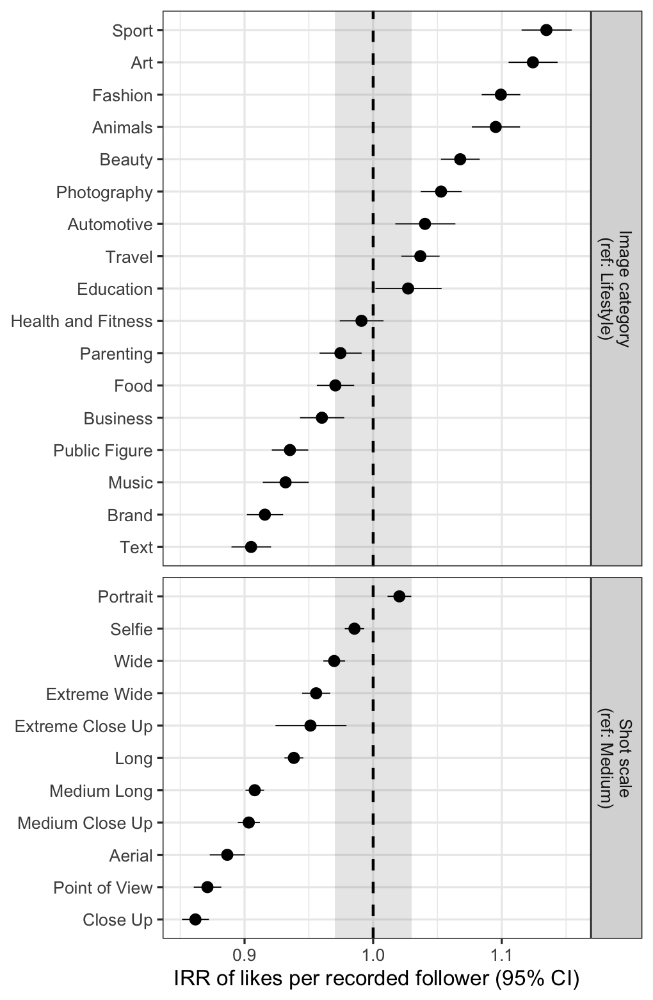 Sport
Art
Fashion
Animals
Beauty
Photography
Automotive
Travel
Education
Health and Fitness
Parenting
Food
Business
Public Figure
Music
Brand
Text
Image category
(ref: Lifestyle)
Portrait
Selfie
Wide
Extreme Wide
Extreme Close Up
Long
Medium Long
Medium Close Up
Aerial
Point of View
Close Up
Shot scale
(ref: Medium)
0.9 1.0 1.1
IRR of likes per recorded follower (95% CI)